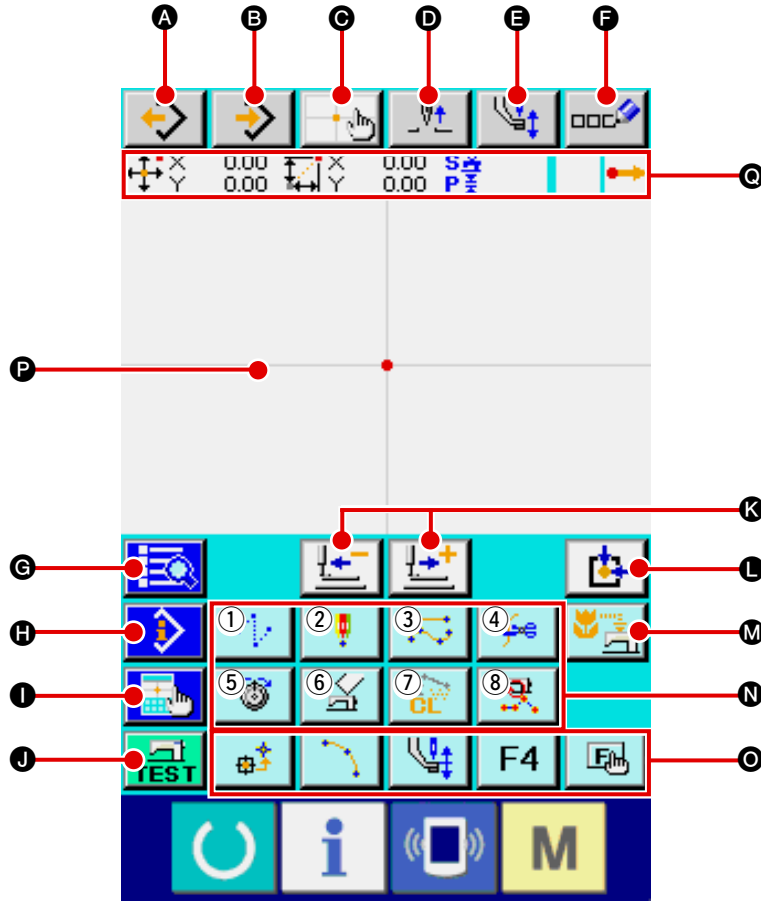 A B C D E F
X 0.00 X 0.00 S
Y 0.00 Y 0.00 P
Q
P
K
G L
H ① ② ③ ④ M
I ⑤ ⑥ ⑦ CL ⑧ N
J TEST F4 F O
i M